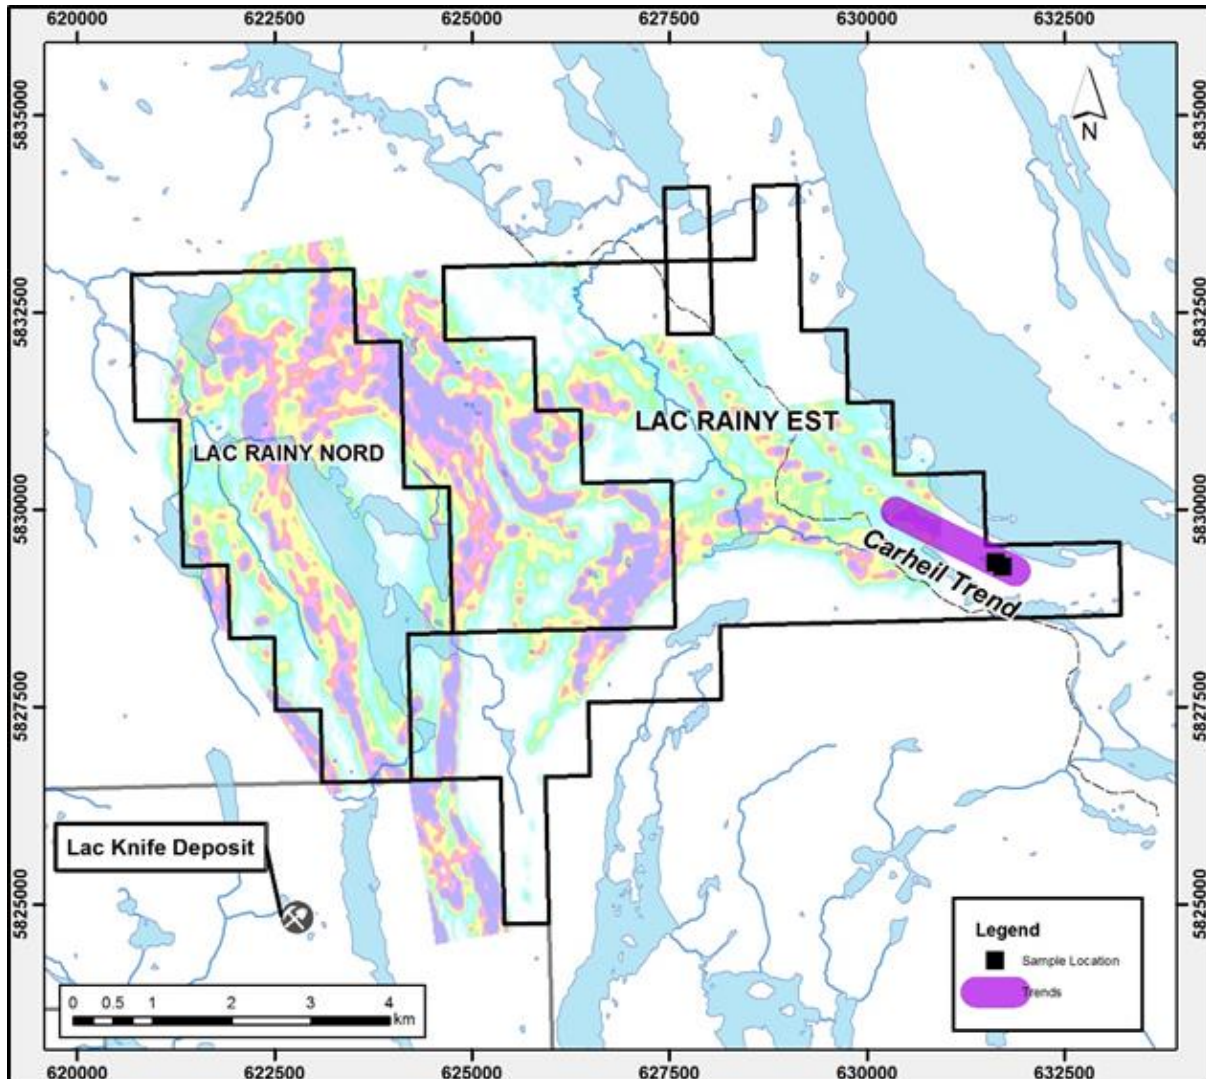 620000 622500 625000 627500 630000 632500
5835000 5835000
N
5832500 5832500
LAC RAINY EST
LAC RAINY NORD
5830000 5830000
Carheil Trend
5827500 5827500
Lac Knife Deposit
5825000 5825000
Legend
Sample Location
Trends
0 0.5 1 2 3 4
km
620000 622500 625000 627500 630000 632500